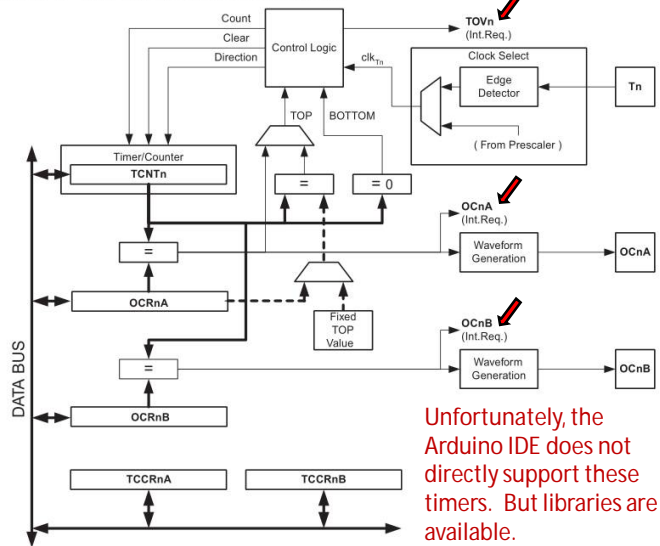 Count
Clear
Direction
Control Logic
TOVn
(Int.Req.)
clkTn
Clock Select
Edge
Detector
Tn
( From Prescaler )
TOP
BOTTOM
Timer/Counter
TCNTn
=
= 0
=
OCRnA
OCnA
(Int.Req.)
Waveform
Generation
OCnA
Fixed
TOP
Value
=
OCRnB
OCnB
(Int.Req.)
Waveform
Generation
OCnB
DATA BUS
TCCRnA
TCCRnB
Unfortunately, the
Arduino IDE does not
directly support these
timers. But libraries are
available.